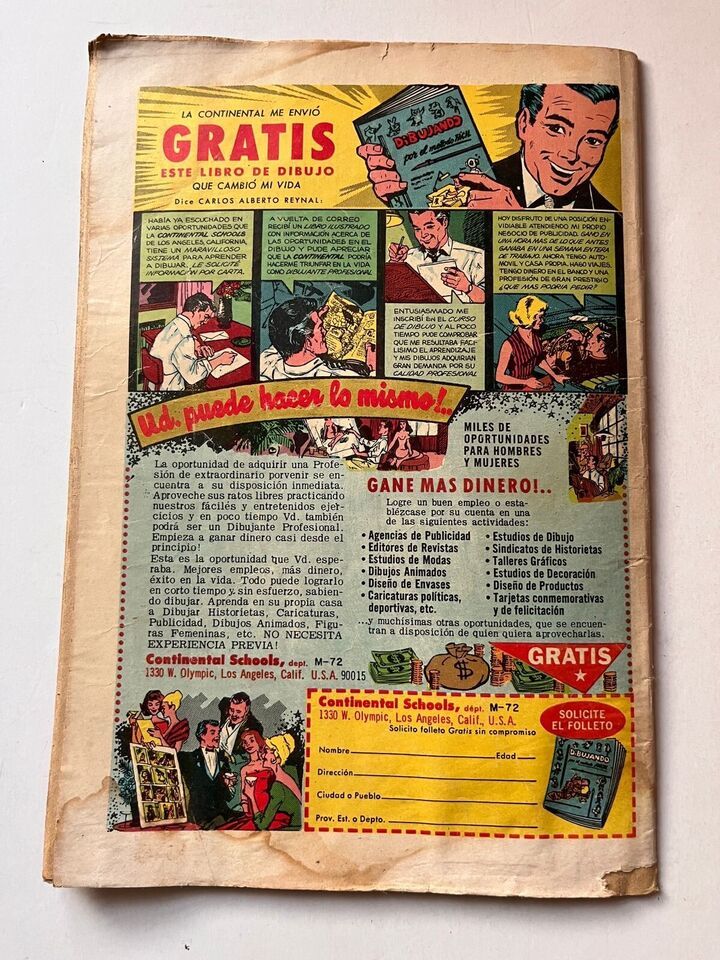 LA CONTINENTAL ME ENVIÓ
GRATIS
ESTE LIBRO DE DIBUJO
QUE CAMBIÓ MI VIDA
Dice CARLOS ALBERTO REYNAL:
DIBUJANDO
por el metodo FÁCIL
HABÍA YA ESCUCHADO EN
VARIAS OPORTUNIDADES QUE
LA CONTINENTAL SCHOOLS
DE LOS ANGELES, CALIFORNIA,
TIENE UN MARAVILLOSO
SISTEMA PARA APRENDER
A DIBUJAR. LE SOLICITÉ
INFORMACIÓN POR CARTA.
A VUELTA DE CORREO
RECIBÍ UN LIBRO ILUSTRADO
CON INFORMACIÓN ACERCA DE
LAS OPORTUNIDADES EN EL
DIBUJO Y PUDE APRECIAR
QUE LA CONTINENTAL PODRÍA
HACERME TRIUNFAR EN LA VIDA
COMO DIBUJANTE PROFESIONAL.
ENTUSIASMADO ME
INSCRIBÍ EN EL CURSO
DE DIBUJO Y AL POCO
TIEMPO PUDE COMPROBAR
QUE ME RESULTABA FACI-
LISIMO EL APRENDIZAJE
Y MIS DIBUJOS ADQUIRIAN
GRAN DEMANDA POR SU
CALIDAD PROFESIONAL
HOY DISFRUTO DE UNA POSICIÓN EN-
VIDIABLE ATENDIENDO MI PROPIO
NEGOCIO DE PUBLICIDAD. GANO EN
UNA HORA MAS DE LO QUE ANTES
GANABA EN UNA SEMANA ENTERA
DE TRABAJO. AHORA TENGO AUTO-
MOVIL Y CASA PROPIA. HAGO VIAJES,
TENGO DINERO EN EL BANCO Y UNA
PROFESIÓN DE GRAN PRESTIGIO
¿QUE MAS PODRIA PEDIR?
Ud. puede hacer lo mismo!..
MILES DE
OPORTUNIDADES
PARA HOMBRES
Y MUJERES
La oportunidad de adquirir una Profe-
sión de extraordinario porvenir se en-
cuentra a su disposición inmediata.
Aproveche sus ratos libres practicando
nuestros fáciles y entretenidos ejer-
cicios y en poco tiempo Vd. también
podrá ser un Dibujante Profesional.
Empieza a ganar dinero casi desde el
principio!
Esta es la oportunidad que Vd. espe-
raba. Mejores empleos, más dinero,
éxito en la vida. Todo puede lograrlo
en corto tiempo y sin esfuerzo, sabien-
do dibujar. Aprenda en su propia casa
a Dibujar Historietas, Caricaturas,
Publicidad, Dibujos Animados, Figu-
ras Femeninas, etc. NO NECESITA
EXPERIENCIA PREVIA!
Continental Schools, dept. M-72
1330 W. Olympic, Los Angeles, Calif. U.S.A. 90015
GANE MAS DINERO!..
Logre un buen empleo o esta-
blézcase por su cuenta en una
de las siguientes actividades:
• Agencias de Publicidad
• Editores de Revistas
• Estudios de Modas
• Dibujos Animados
• Diseño de Envases
• Caricaturas políticas,
deportivas, etc.
• Estudios de Dibujo
• Sindicatos de Historietas
• Talleres Gráficos
• Estudios de Decoración
• Diseño de Productos
• Tarjetas conmemorativas
y de felicitación
...y muchísimas otras oportunidades, que se encuen-
tran a disposición de quien quiera aprovecharlas.
$
GRATIS
Continental Schools, dépt. M-72
1330 W. Olympic, Los Angeles, Calif., U.S.A.
Solicito folleto Gratis sin compromiso
Nombre Edad
Dirección
Ciudad o Pueblo
Prov. Est. o Depto.
SOLICITE
EL FOLLETO
DIBUJANDO